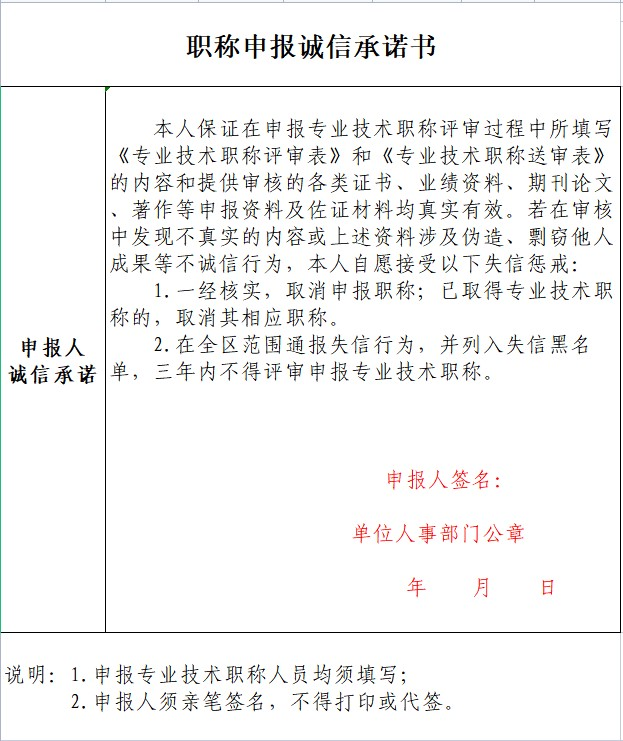 职称申报诚信承诺书
本人保证在申报专业技术职称评审过程中所填写
《专业技术职称评审表》和《专业技术职称送审表》
的内容和提供审核的各类证书、业绩资料、期刊论文
、著作等申报资料及佐证材料均真实有效。若在审核
中发现不真实的内容或上述资料涉及伪造、剽窃他人
成果等不诚信行为，本人自愿接受以下失信惩戒：
1.一经核实，取消申报职称；已取得专业技术职
称的，取消其相应职称。
2.在全区范围通报失信行为，并列入失信黑名
单，三年内不得评审申报专业技术职称。
申报人
诚信承诺
申报人签名：
单位人事部门公章
年 月 日
说明：1.申报专业技术职称人员均须填写；
2.申报人须亲笔签名，不得打印或代签。